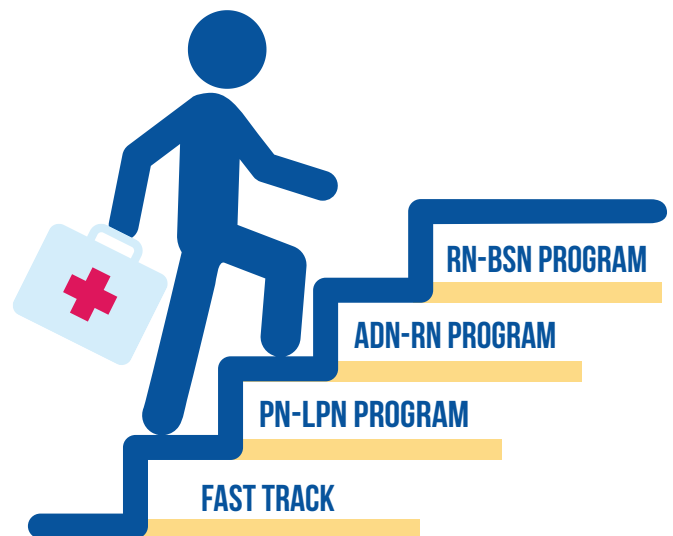 RN-BSN PROGRAM
ADN-RN PROGRAM
PN-LPN PROGRAM
FAST TRACK